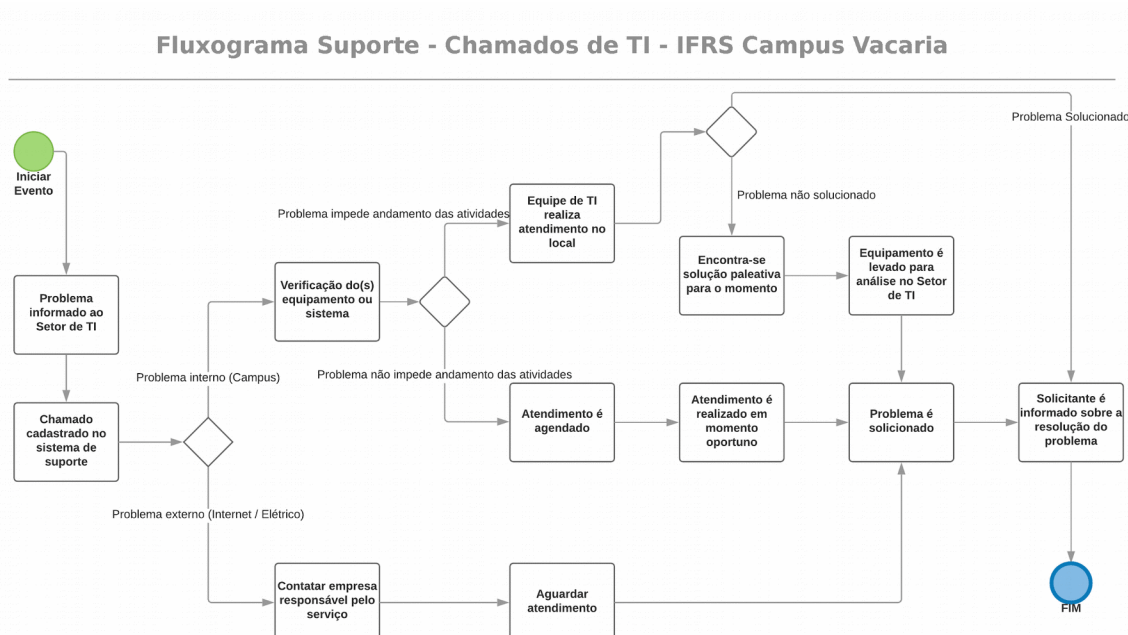 Fluxograma Suporte - Chamados de TI - IFRS Campus Vacaria
Iniciar
Evento
Problema
informado ao
Setor de TI
Chamado
cadastrado no
sistema de
suporte
Problema interno (Campus)
Problema externo (Internet / Elétrico)
Verificação do(s)
equipamento ou
sistema
Problema impede andamento das atividades
Problema não impede andamento das atividades
Equipe de TI
realiza
atendimento no
local
Problema Solucionado
Problema não solucionado
Encontra-se
solução paleativa
para o momento
Equipamento é
levado para
análise no Setor
de TI
Atendimento é
agendado
Atendimento é
realizado em
momento
oportuno
Problema é
solicionado
Solicitante é
informado sobre a
resolução do
problema
Contatar empresa
responsável pelo
serviço
Aguardar
atendimento
FIM